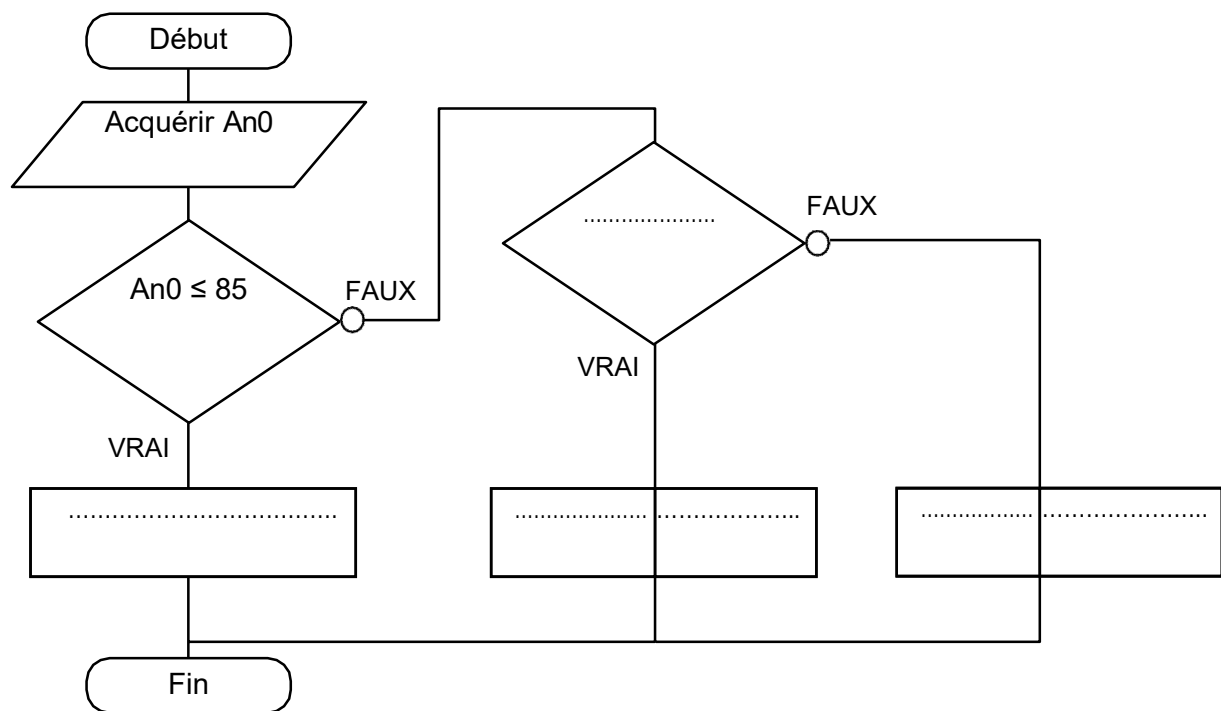 Début
Acquérir An0
An0 ≤ 85
FAUX
VRAI
.....................
FAUX
VRAI
.....................................
..................... ....................
.................. .......................
Fin